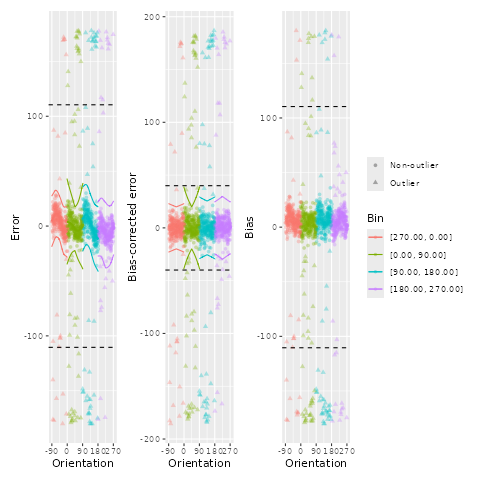 Error
100
0
-100
-90 0 90 180 270
Orientation
Bias-corrected error
200
100
0
-100
-200
-90 0 90 180 270
Orientation
Bias
100
0
-100
-90 0 90 180 270
Orientation
Non-outlier
Outlier
Bin
[270.00, 0.00]
[0.00, 90.00]
[90.00, 180.00]
[180.00, 270.00]